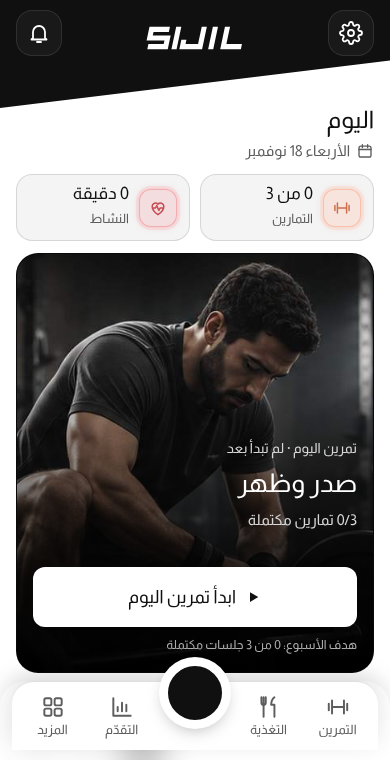 SIJIL
اليوم
الأربعاء 18 نوفمبر
0 من 3
التمارين
0 دقيقة
النشاط
تمرين اليوم · لم تبدأ بعد
صدر وظهر
0/3 تمارين مكتملة
ابدأ تمرين اليوم
هدف الأسبوع: 0 من 3 جلسات مكتملة
التمرين
التغذية
التقدّم
المزيد